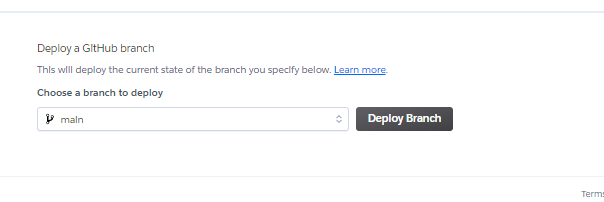 Deploy a GitHub branch
This will deploy the current state of the branch you specify below. Learn more.
Choose a branch to deploy
main
Deploy Branch
Terms